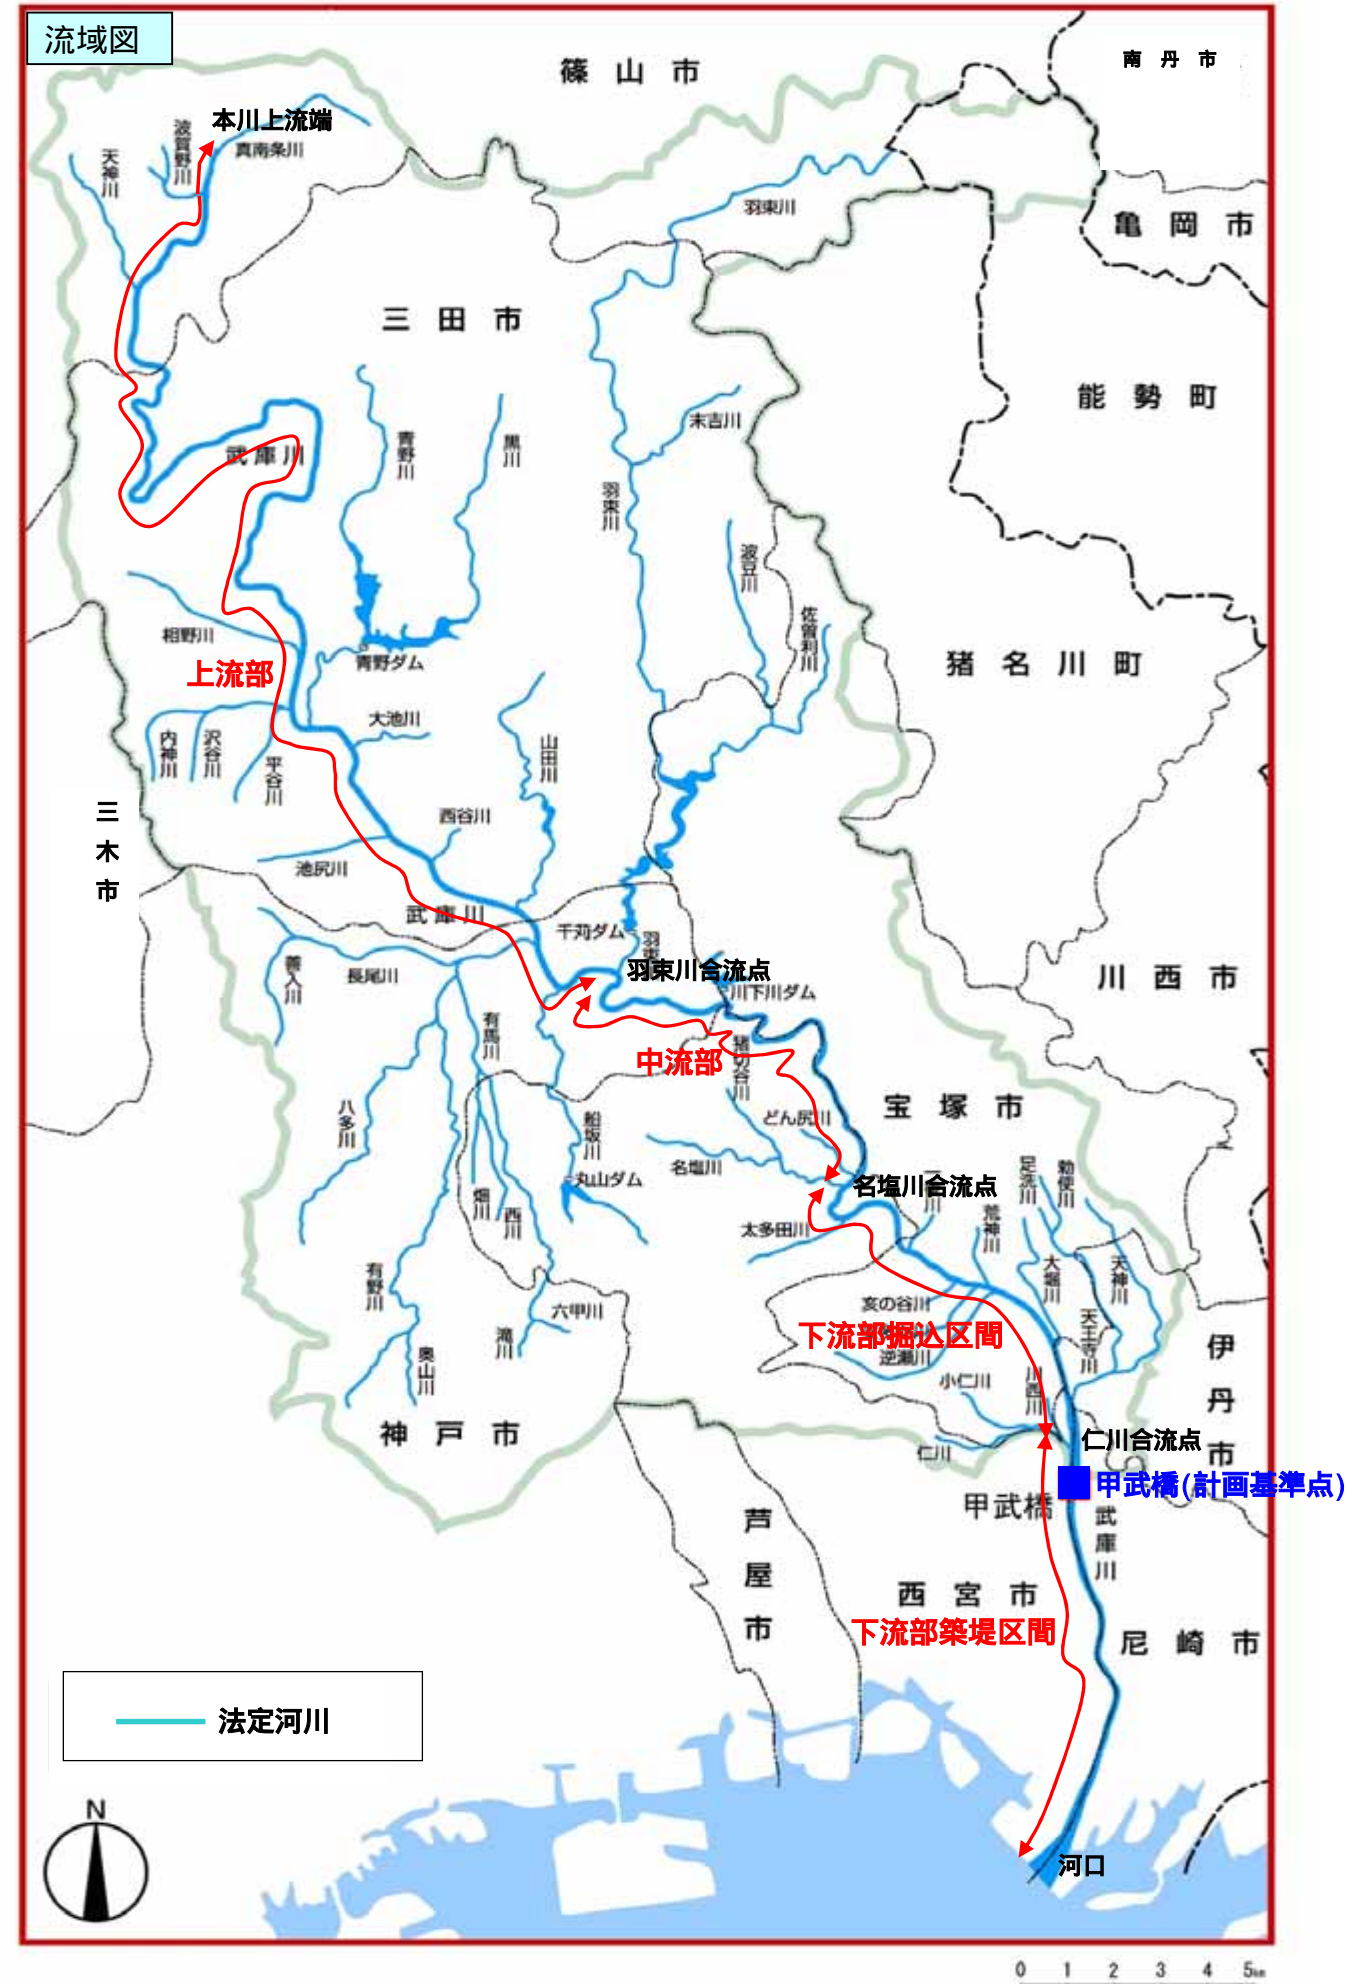 流域図
篠山市
南丹市
本川上流端
波賀野川
天神川
真南条川
羽束川
亀岡市
三田市
能勢町
末吉川
青野川
黒川
武庫川
羽束川
波豆川
佐曽利川
相野川
青野ダム
猪名川町
上流部
大池川
内神川
沢谷川
平谷川
山田川
三木市
西谷川
池尻川
武庫川
千苅ダム
羽束川合流点
川下川ダム
川西市
善入川
長尾川
有馬川
中流部
猪切谷川
宝塚市
八多川
船坂川
どん尻川
名塩川
丸山ダム
名塩川合流点
足洗川
勅使川
畑川
西川
荒神川
太多田川
有野川
大堀川
天神川
亥の谷川
六甲川
滝川
天王寺川
下流部掘込区間
逆瀬川
伊丹市
奥山川
小仁川
川西川
神戸市
仁川
仁川合流点
甲武橋(計画基準点)
甲武橋
武庫川
芦屋市
西宮市
下流部築堤区間
尼崎市
法定河川
N
河口
0 1 2 3 4 5km